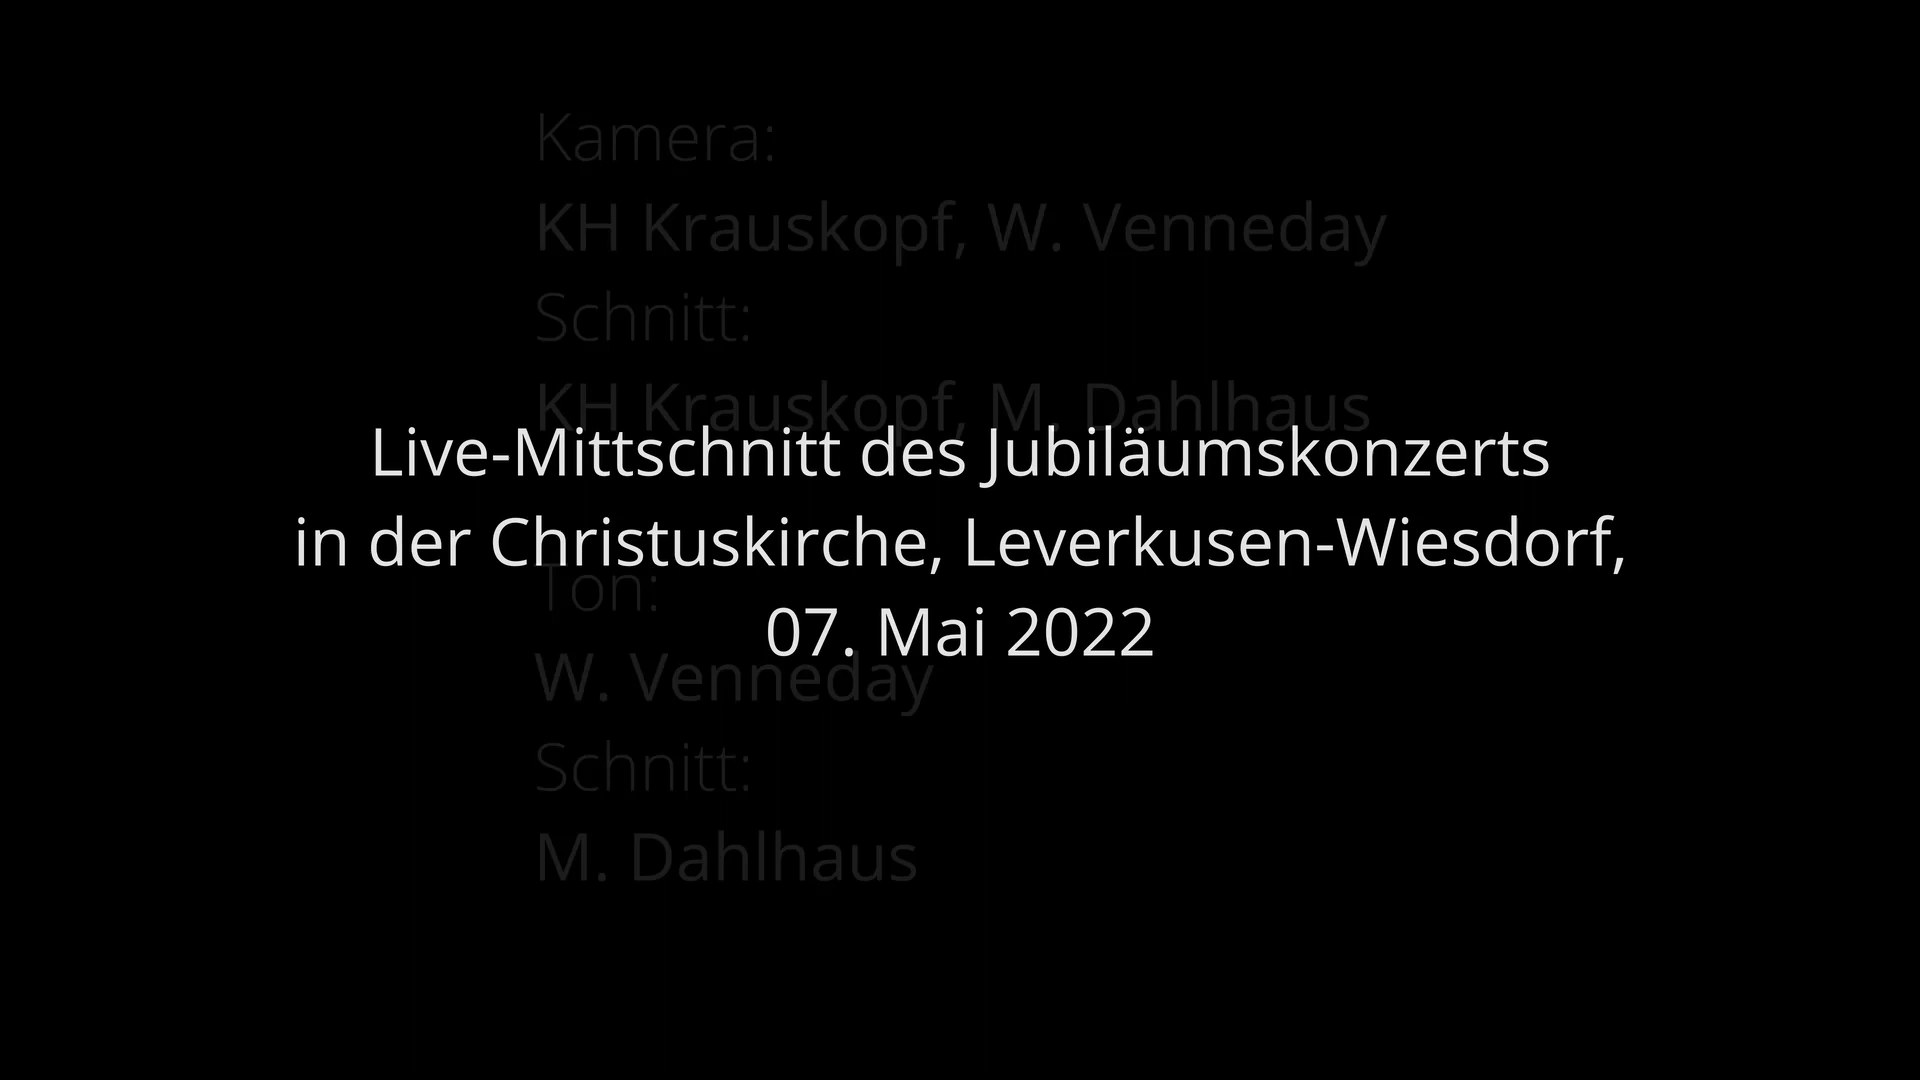 Kamera:
KH Krauskopf, W. Venneday
Schnitt:
KH Krauskopf, M. Dahlhaus
Live-Mittschnitt des Jubiläumskonzerts
in der Christuskirche, Leverkusen-Wiesdorf,
Ton:
07. Mai 2022
W. Venneday
Schnitt:
M. Dahlhaus